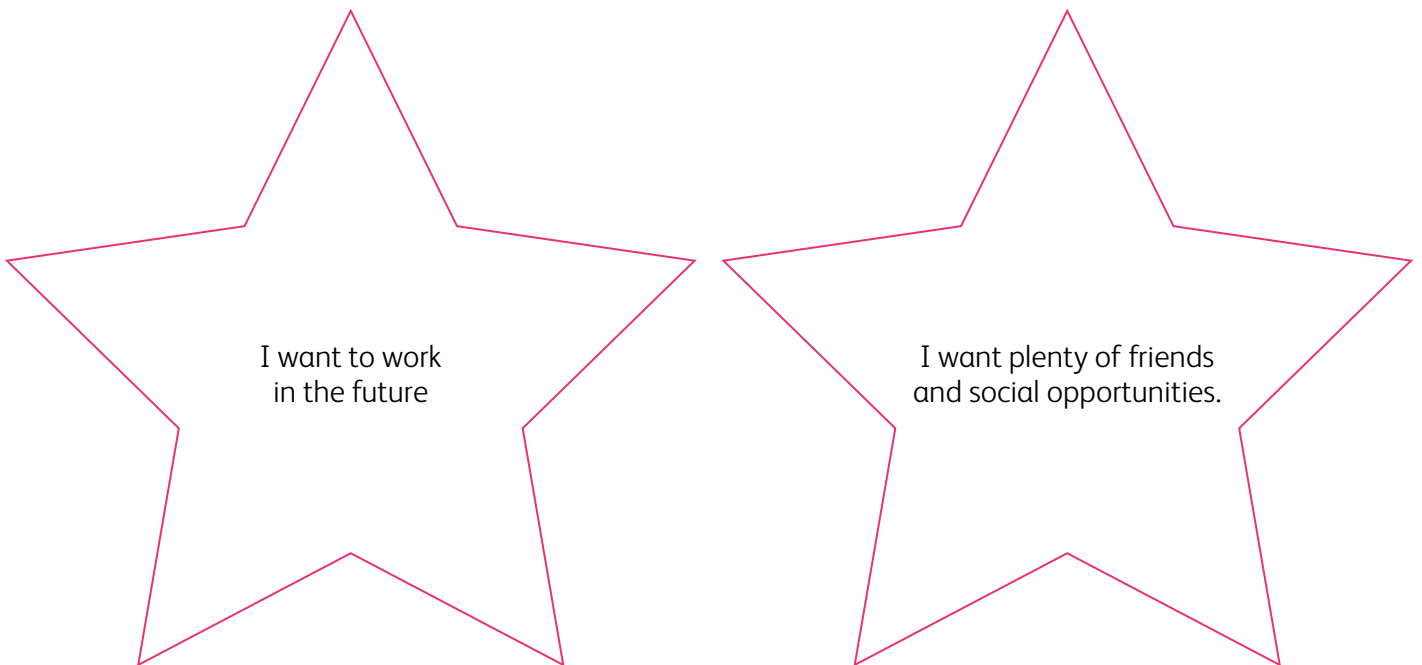 I want to work
in the future
I want plenty of friends
and social opportunities.